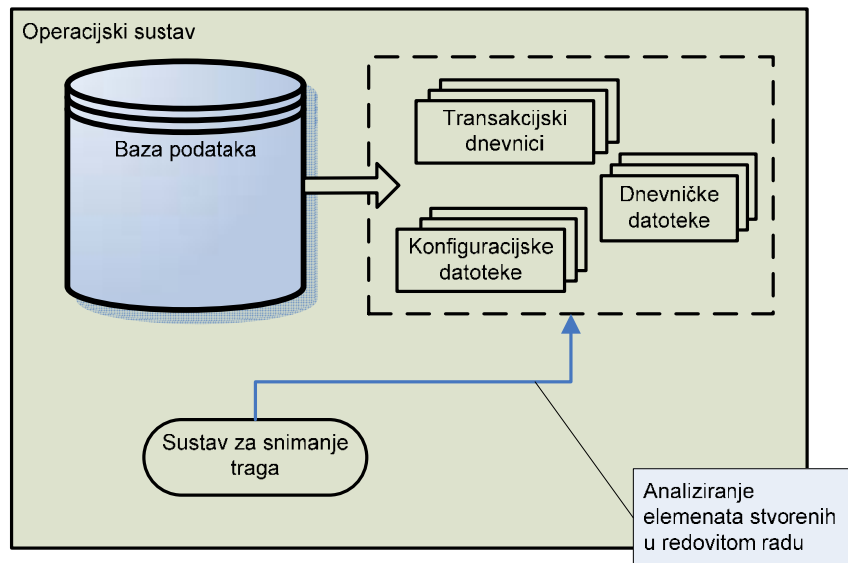 Operacijski sustav
Baza podataka
Transakcijski
dnevnici
Dnevničke
datoteke
Konfiguracijske
datoteke
Sustav za snimanje
traga
Analiziranje
elemenata stvorenih
u redovitom radu